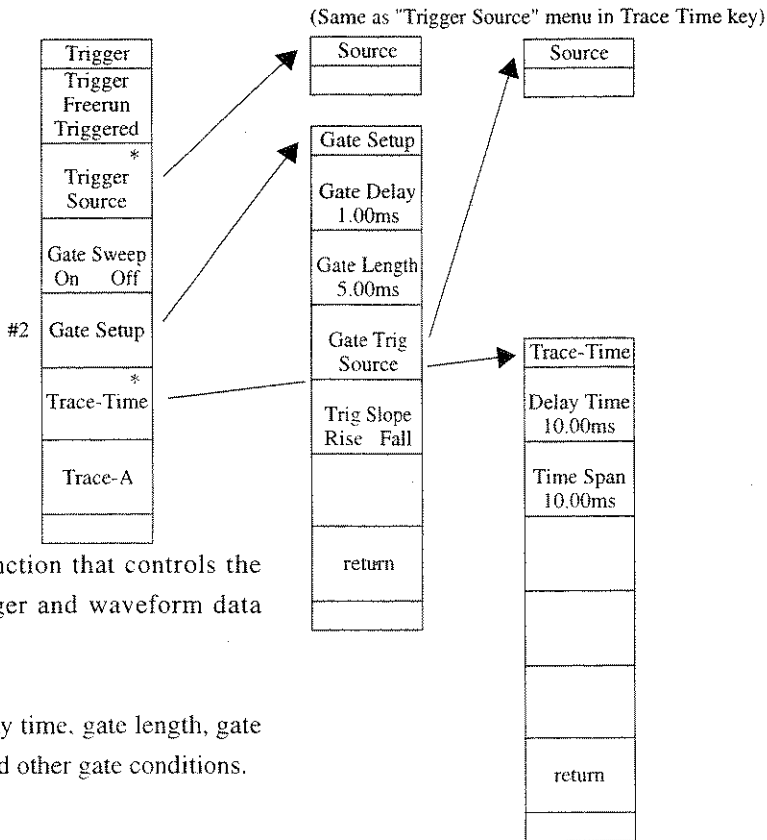 (Same as "Trigger Source" menu in Trace Time key)
Trigger
Trigger
Freerun
Triggered
*
Trigger
Source
Gate Sweep
On Off
#2
Gate Setup
*
Trace-Time
Trace-A
Source
Gate Setup
Gate Delay
1.00ms
Gate Length
5.00ms
Gate Trig
Source
Trig Slope
Rise Fall
return
Source
Trace-Time
Delay Time
10.00ms
Time Span
10.00ms
return
that controls the
and waveform data
time, gate length, gate
other gate conditions.